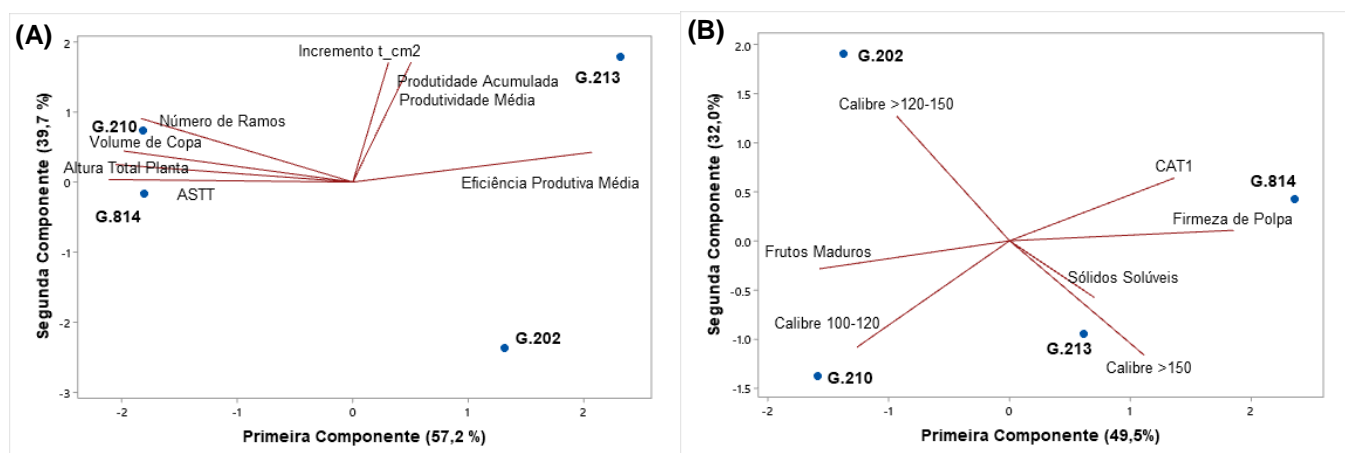 (A)
Segunda Componente (39,7 %)
2
1
0
-1
-2
-3
Incremento t_cm2
Produtidade Acumulada
Produtividade Média
G.213
Número de Ramos
G.210
Volume de Copa
Altura Total Planta
ASTT
Eficiência Produtiva Média
G.814
G.202
-2
-1
0
1
2
Primeira Componente (57,2 %)
(B)
Segunda Componente (32,0%)
2.0
1.5
1.0
0.5
0.0
-0.5
-1.0
-1.5
G.202
Calibre >120-150
CAT1
G.814
Firmeza de Polpa
Frutos Maduros
Sólidos Solúveis
Calibre 100-120
G.213
Calibre >150
G.210
-2
-1
0
1
2
Primeira Componente (49,5%)